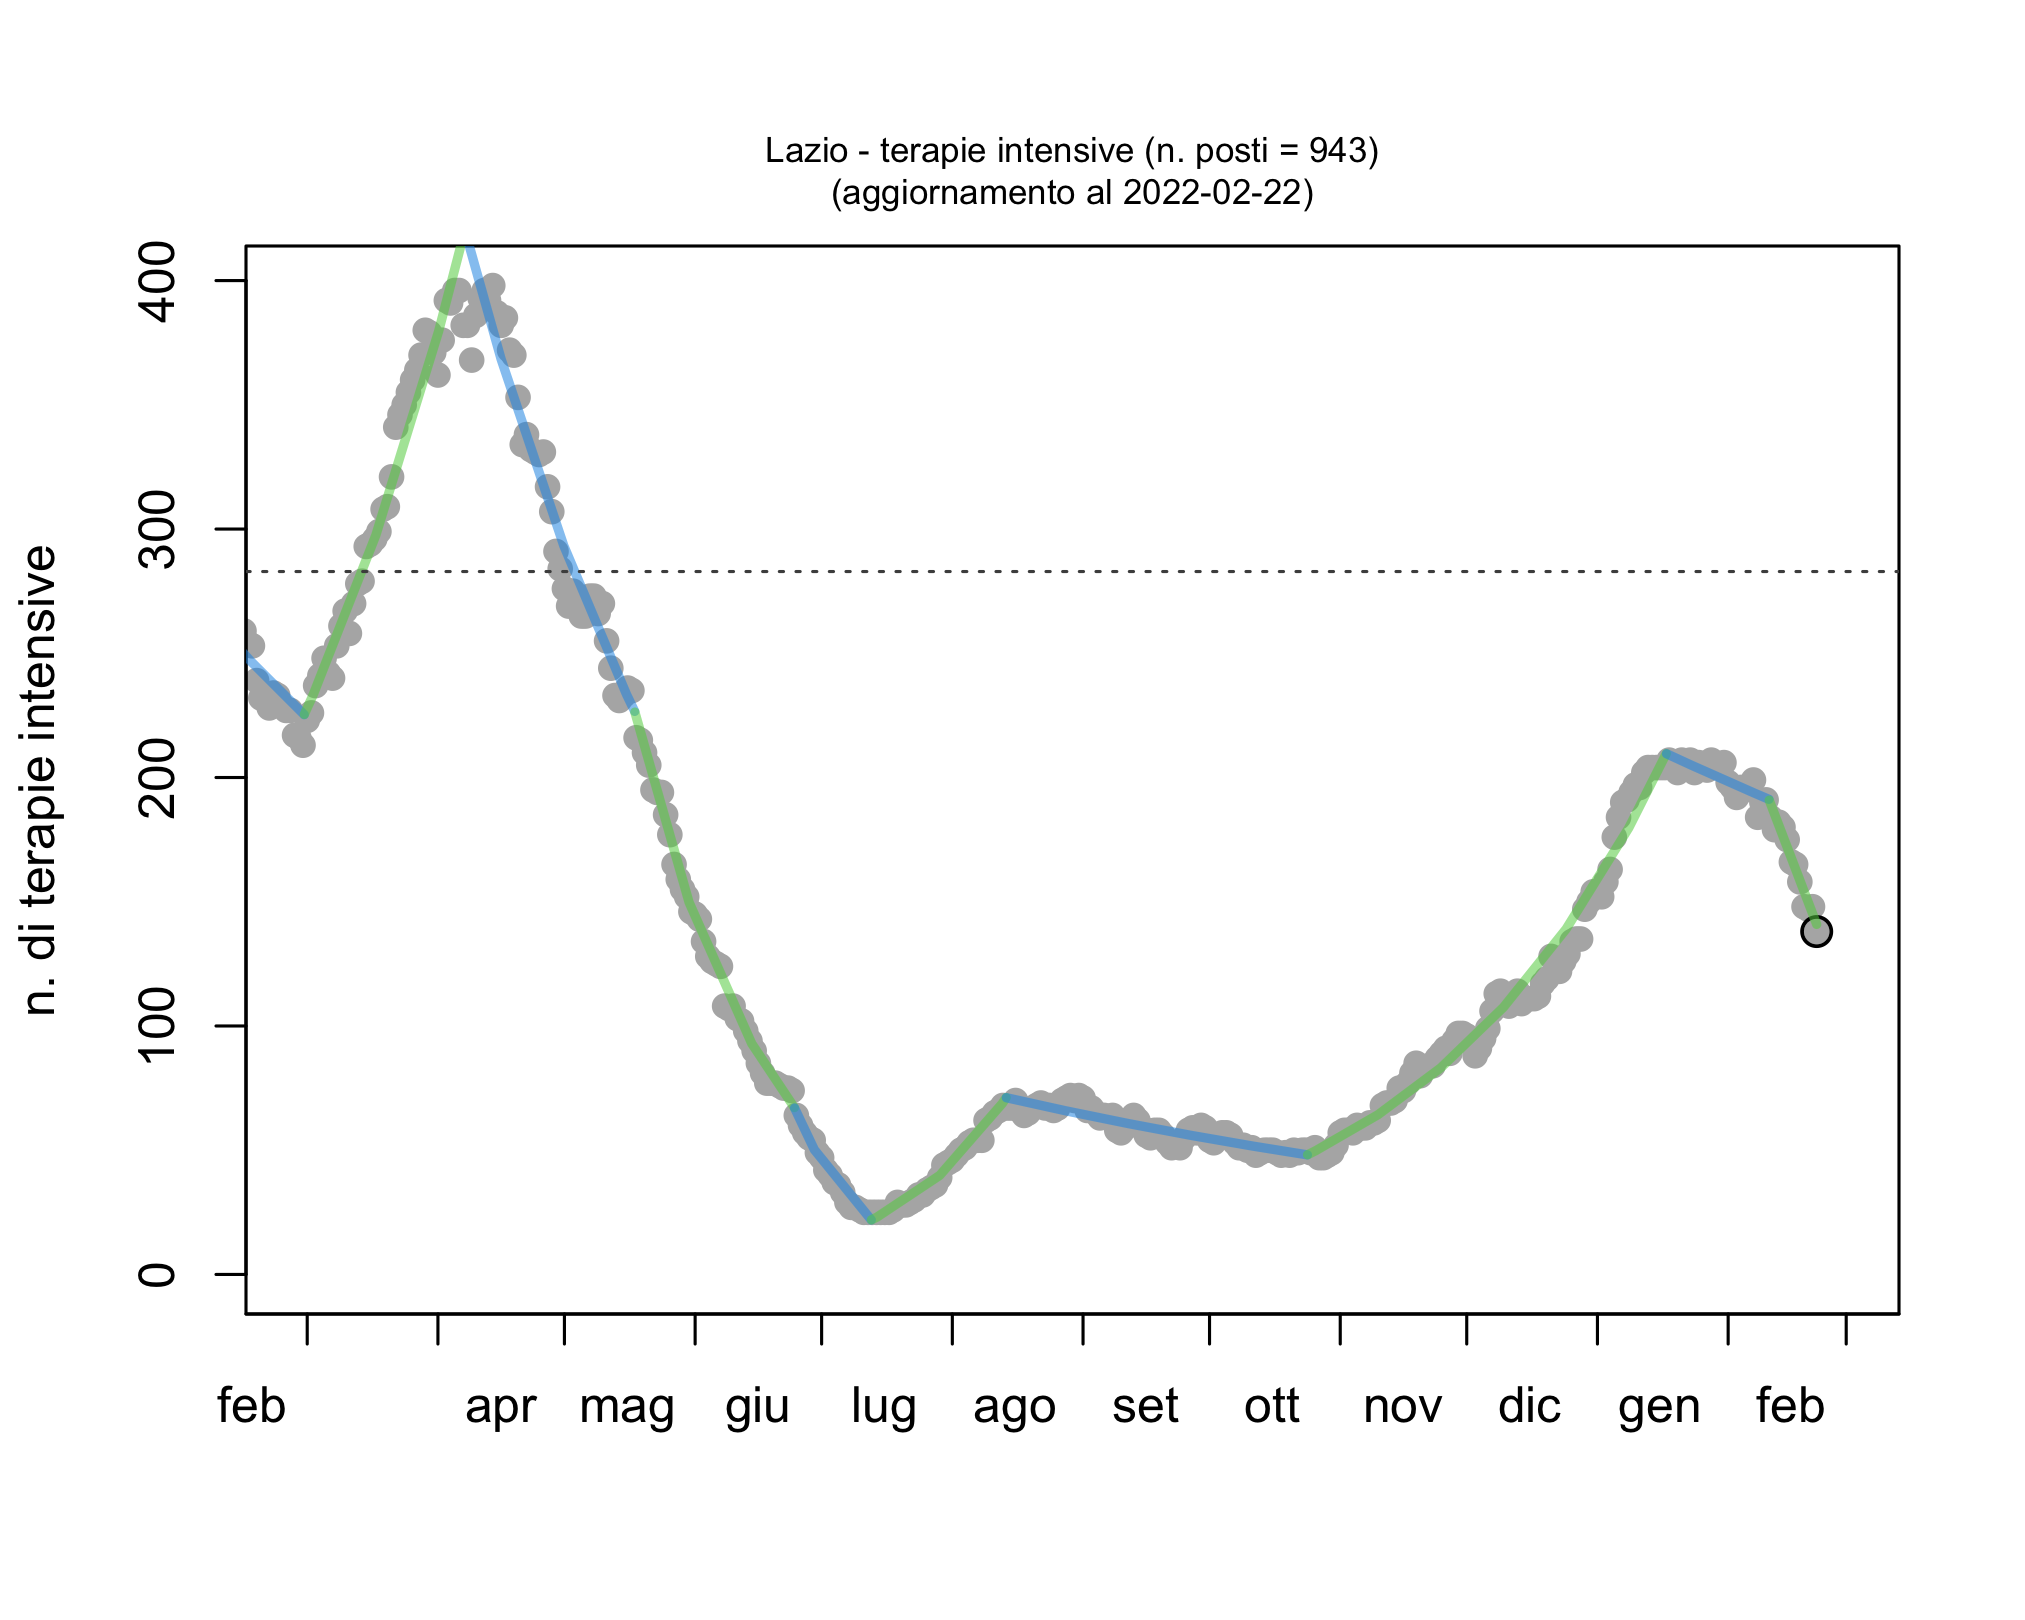 Lazio - terapie intensive (n. posti = 943)
(aggiornamento al 2022-02-22)
n. di terapie intensive
400
300
200
100
0
feb apr mag giu lug ago set ott nov dic gen feb